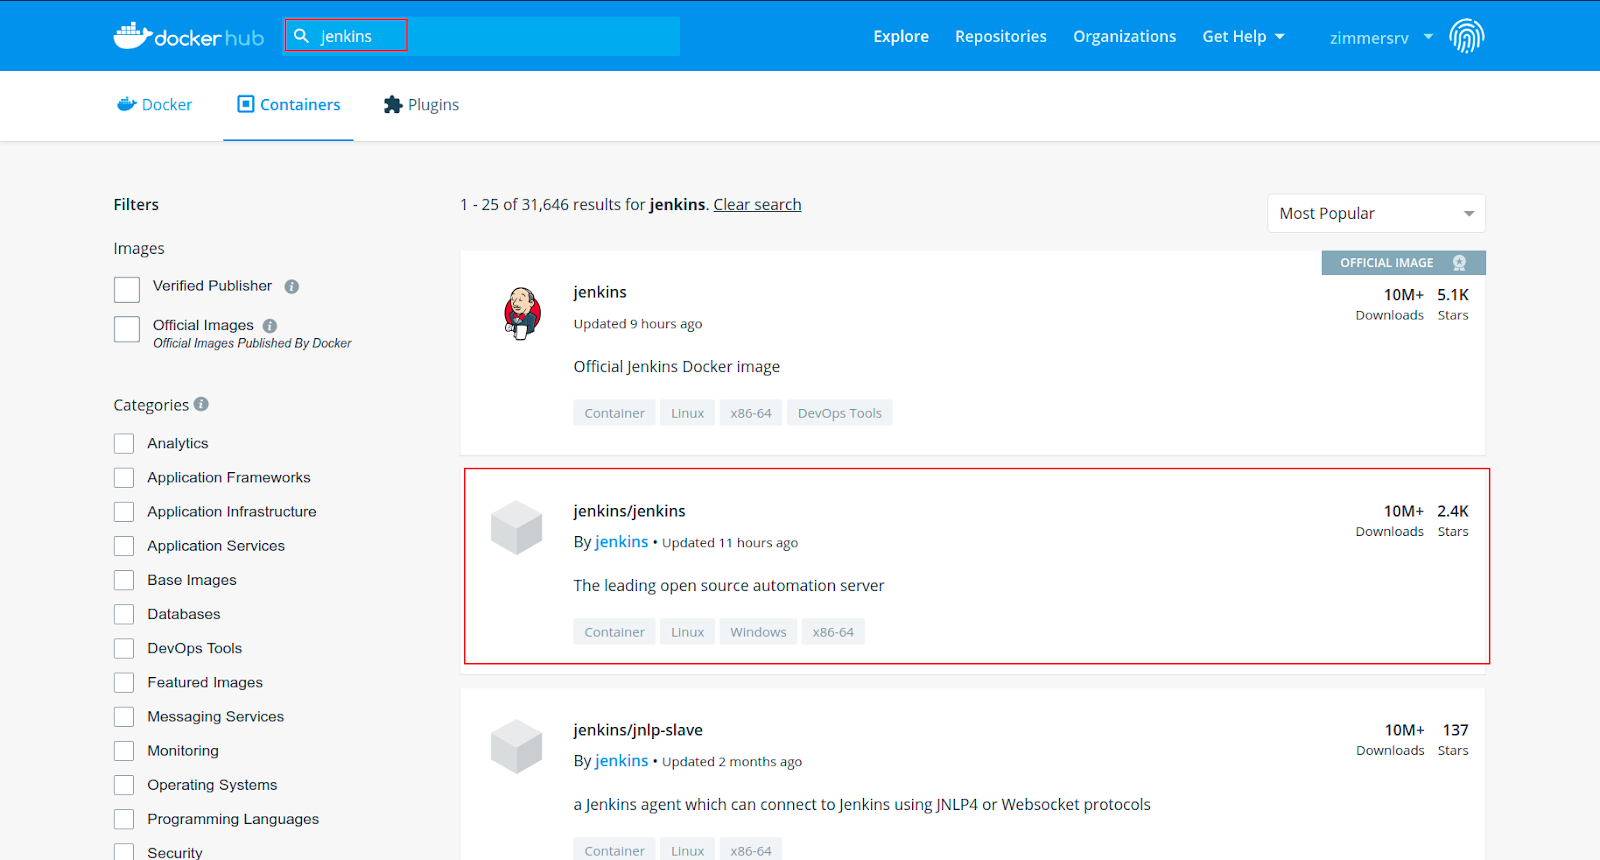 docker hub
jenkins
Explore
Repositories
Organizations
Get Help
zimmersrv
Docker
Containers
Plugins
Filters
Images
Verified Publisher
Official Images
Official Images Published By Docker
Categories
Analytics
Application Frameworks
Application Infrastructure
Application Services
Base Images
Databases
DevOps Tools
Featured Images
Messaging Services
Monitoring
Operating Systems
Programming Languages
Security
1 - 25 of 31,646 results for jenkins. Clear search
Most Popular
OFFICIAL IMAGE
jenkins
10M+ 5.1K
Downloads Stars
Updated 9 hours ago
Official Jenkins Docker image
Container Linux x86-64 DevOps Tools
jenkins/jenkins
10M+ 2.4K
Downloads Stars
By jenkins • Updated 11 hours ago
The leading open source automation server
Container Linux Windows x86-64
jenkins/jnlp-slave
10M+ 137
Downloads Stars
By jenkins • Updated 2 months ago
a Jenkins agent which can connect to Jenkins using JNLP4 or Websocket protocols
Container Linux x86-64